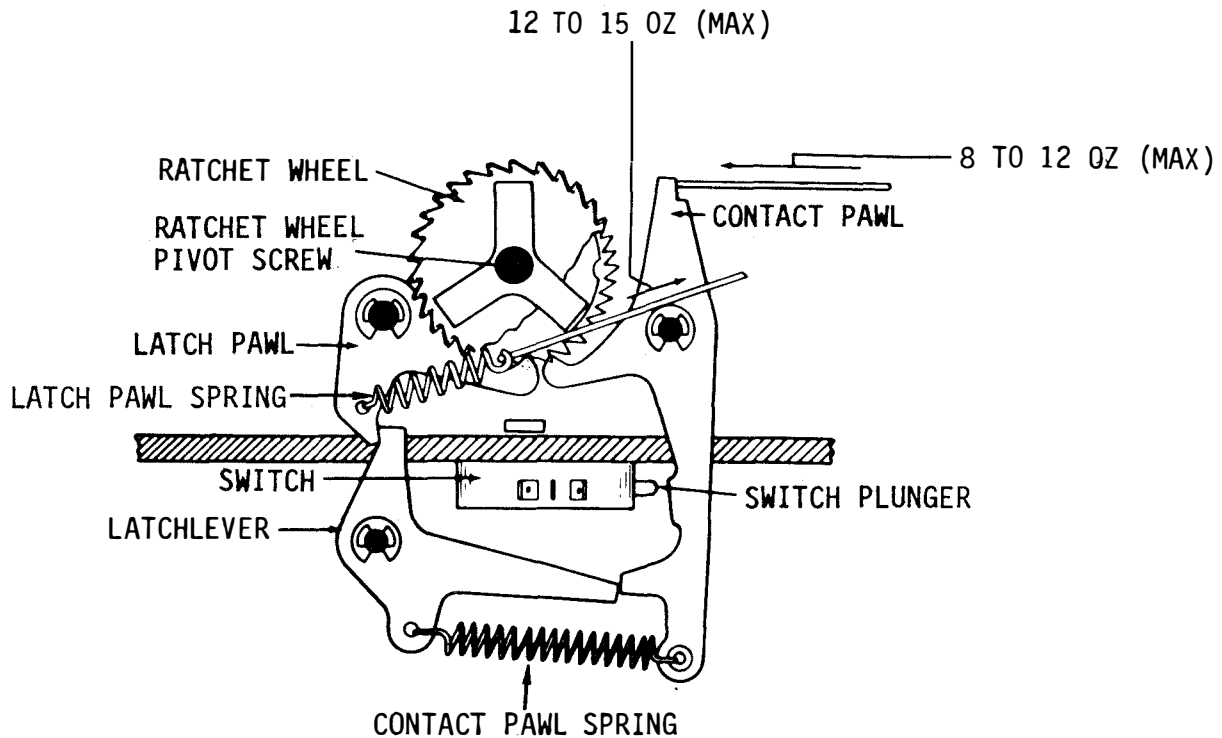 12 TO 15 OZ (MAX)
8 TO 12 OZ (MAX)
RATCHET WHEEL
CONTACT PAWL
RATCHET WHEEL
PIVOT SCREW
LATCH PAWL
LATCH PAWL SPRING
SWITCH
SWITCH PLUNGER
LATCHLEVER
CONTACT PAWL SPRING